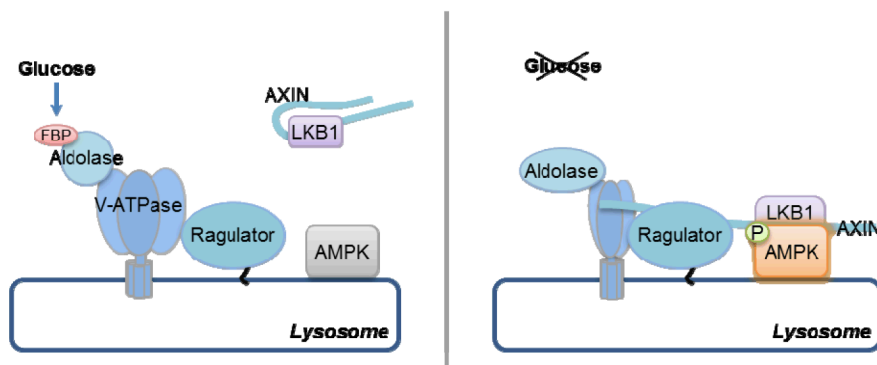 Glucose
FBP
Aldolase
V-ATPase
Ragulator
AXIN
LKB1
AMPK
Lysosome
Glucose
Aldolase
Ragulator
LKB1
P
AXIN
AMPK
Lysosome